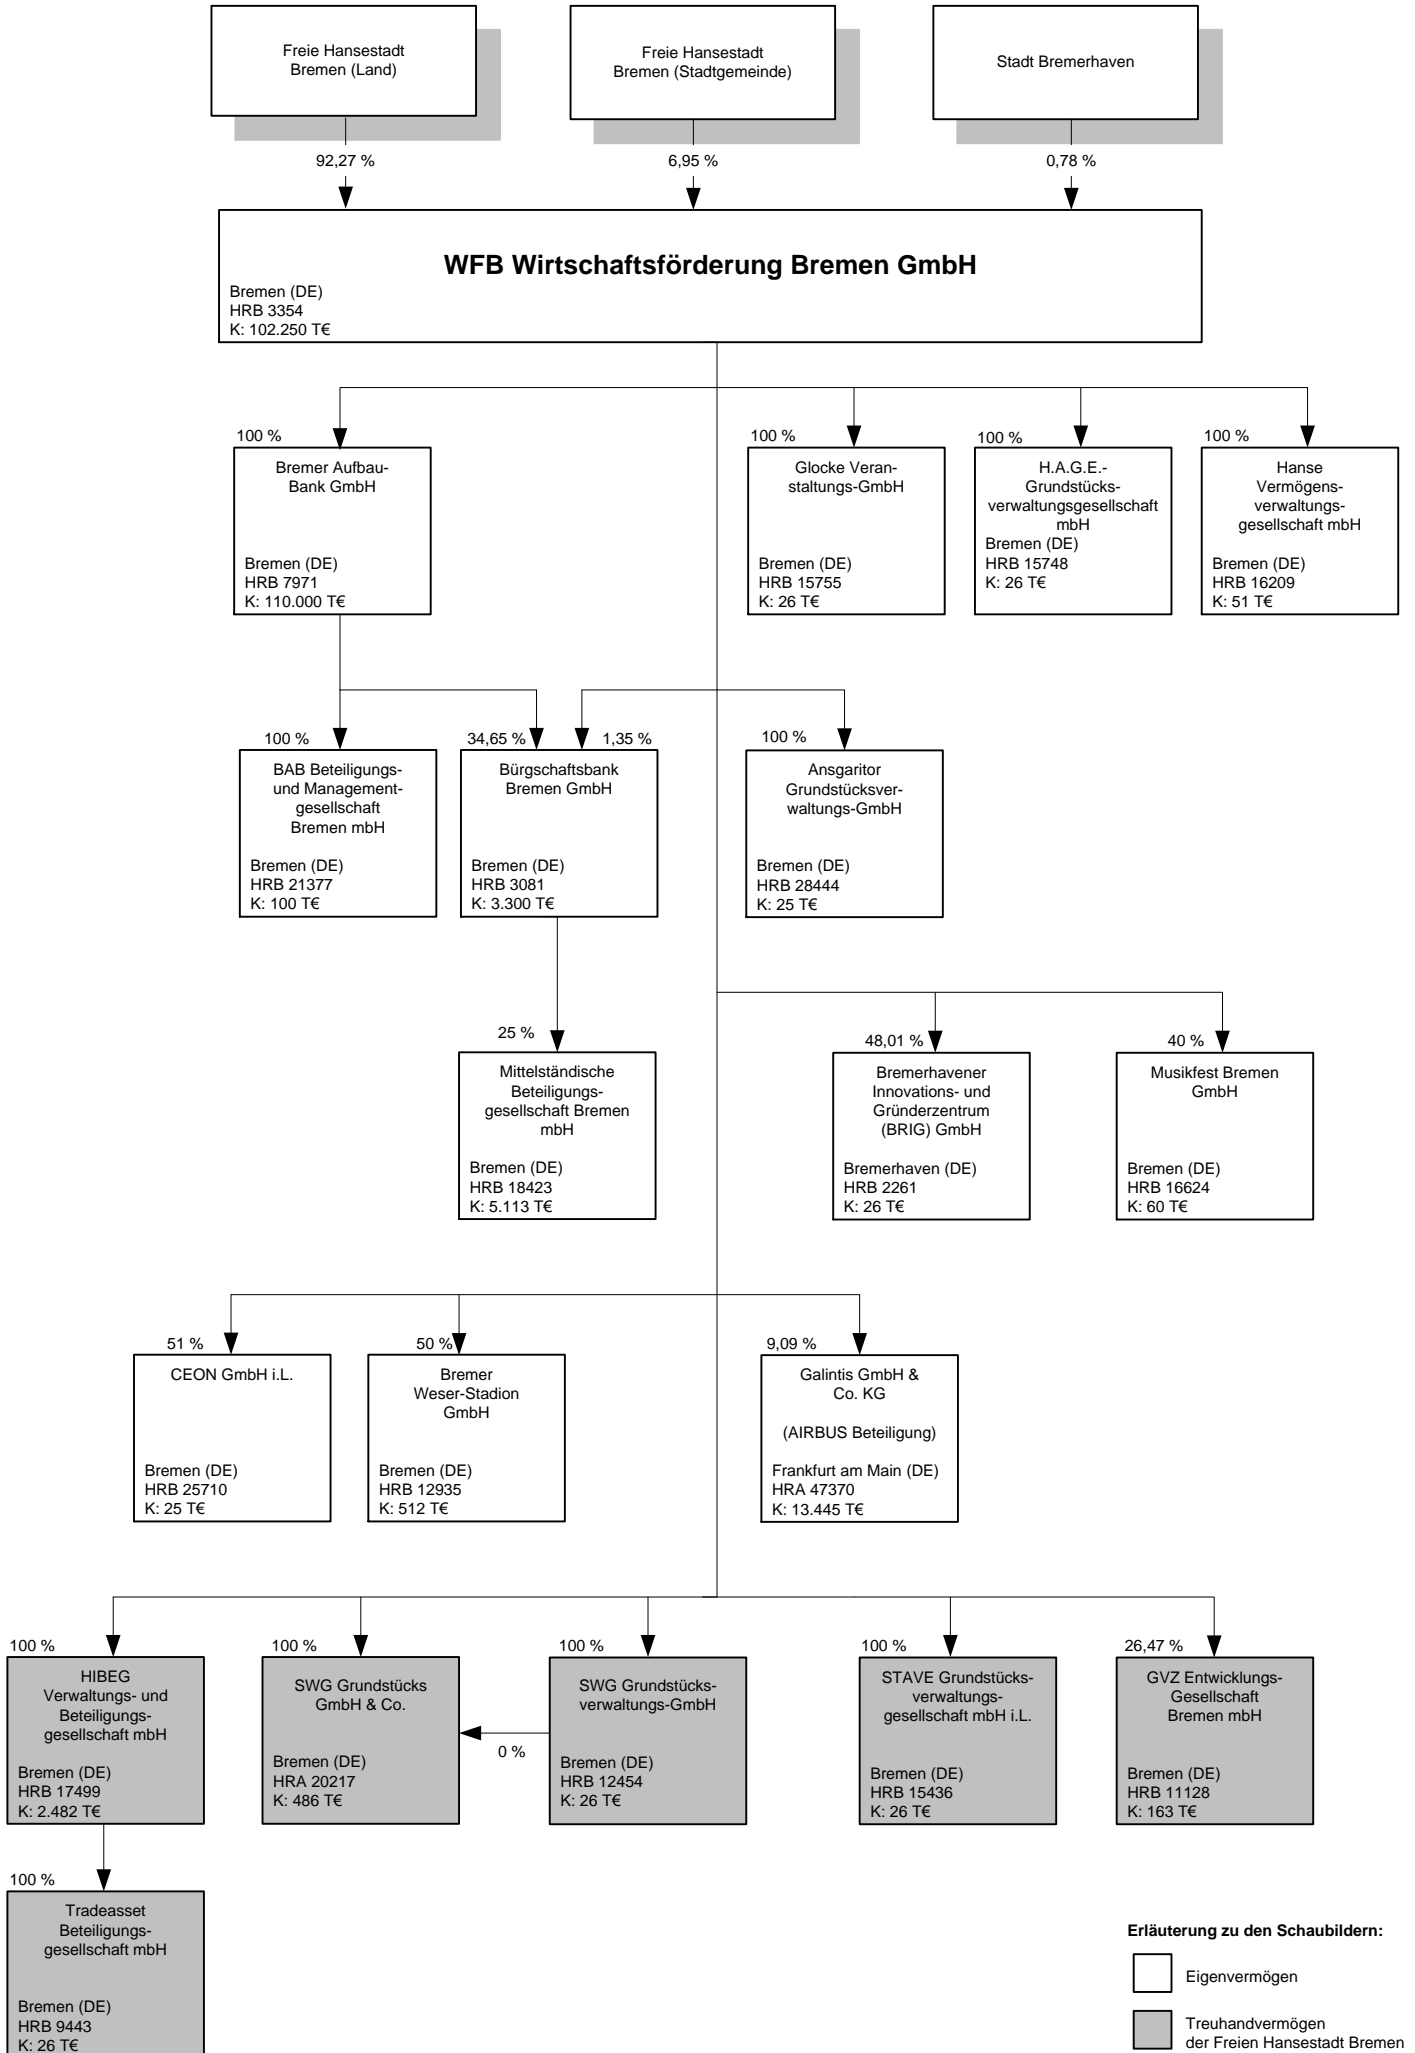 Freie Hansestadt
Bremen (Land)
Freie Hansestadt
Bremen (Stadtgemeinde)
Stadt Bremerhaven
92,27 %
6,95 %
0,78 %
WFB Wirtschaftsförderung Bremen GmbH
Bremen (DE)
HRB 3354
K: 102.250 T€
100 %
Bremer Aufbau-
Bank GmbH
Bremen (DE)
HRB 7971
K: 110.000 T€
100 %
Glocke Veran-
staltungs-GmbH
Bremen (DE)
HRB 15755
K: 26 T€
100 %
H.A.G.E.-
Grundstücks-
verwaltungsgesellschaft
mbH
Bremen (DE)
HRB 15748
K: 26 T€
100 %
Hanse
Vermögens-
verwaltungs-
gesellschaft mbH
Bremen (DE)
HRB 16209
K: 51 T€
100 %
BAB Beteiligungs-
und Management-
gesellschaft
Bremen mbH
Bremen (DE)
HRB 21377
K: 100 T€
34,65 %
1,35 %
Bürgschaftsbank
Bremen GmbH
Bremen (DE)
HRB 3081
K: 3.300 T€
100 %
Ansgaritor
Grundstücksver-
waltungs-GmbH
Bremen (DE)
HRB 28444
K: 25 T€
25 %
Mittelständische
Beteiligungs-
gesellschaft Bremen
mbH
Bremen (DE)
HRB 18423
K: 5.113 T€
48,01 %
Bremerhavener
Innovations- und
Gründerzentrum
(BRIG) GmbH
Bremerhaven (DE)
HRB 2261
K: 26 T€
40 %
Musikfest Bremen
GmbH
Bremen (DE)
HRB 16624
K: 60 T€
51 %
CEON GmbH i.L.
Bremen (DE)
HRB 25710
K: 25 T€
50 %
Bremer
Weser-Stadion
GmbH
Bremen (DE)
HRB 12935
K: 512 T€
9,09 %
Galintis GmbH &
Co. KG
(AIRBUS Beteiligung)
Frankfurt am Main (DE)
HRA 47370
K: 13.445 T€
100 %
HIBEG
Verwaltungs- und
Beteiligungs-
gesellschaft mbH
Bremen (DE)
HRB 17499
K: 2.482 T€
100 %
SWG Grundstücks
GmbH & Co.
Bremen (DE)
HRA 20217
K: 486 T€
0 %
100 %
SWG Grundstücks-
verwaltungs-GmbH
Bremen (DE)
HRB 12454
K: 26 T€
100 %
STAVE Grundstücks-
verwaltungs-
gesellschaft mbH i.L.
Bremen (DE)
HRB 15436
K: 26 T€
26,47 %
GVZ Entwicklungs-
Gesellschaft
Bremen mbH
Bremen (DE)
HRB 11128
K: 163 T€
100 %
Tradeasset
Beteiligungs-
gesellschaft mbH
Bremen (DE)
HRB 9443
K: 26 T€
Erläuterung zu den Schaubildern:
Eigenvermögen
Treuhandvermögen
der Freien Hansestadt Bremen